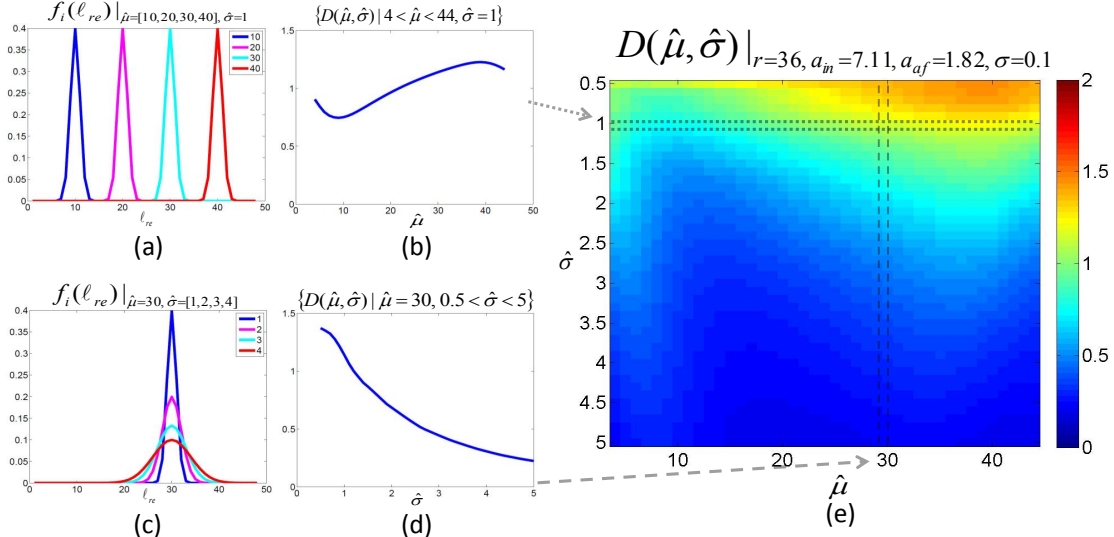 f_i(ℓ_re)|_{μ̂=[10,20,30,40], σ̂=1}
0.4
0.35
0.3
0.25
0.2
0.15
0.1
0.05
0
0 10 20 30 40 50
ℓ_re
10
20
30
40
(a)
{D(μ̂,σ̂) | 4 < μ̂ < 44, σ̂ = 1}
1.5
1
0.5
0
0 10 20 30 40 50
μ̂
(b)
f_i(ℓ_re)|_{μ̂=30, σ̂=[1,2,3,4]}
0.4
0.35
0.3
0.25
0.2
0.15
0.1
0.05
0
0 10 20 30 40 50
ℓ_re
1
2
3
4
(c)
{D(μ̂,σ̂) | μ̂ = 30, 0.5 < σ̂ < 5}
1.5
1
0.5
0
0 1 2 3 4 5
σ̂
(d)
D(μ̂,σ̂)|_{r=36, a_in=7.11, a_af=1.82, σ=0.1}
0.5
1
1.5
2
2.5
3
3.5
4
4.5
5
σ̂
10 20 30 40
μ̂
2
1.5
1
0.5
0
(e)